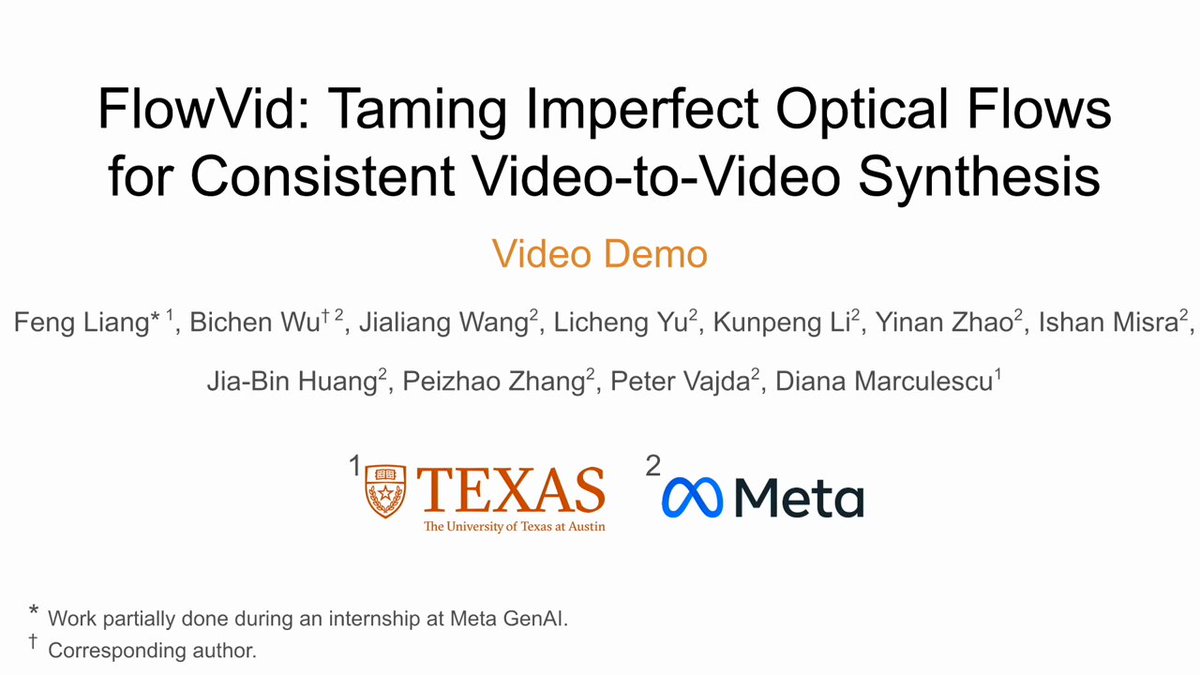 FlowVid: Taming Imperfect Optical Flows
for Consistent Video-to-Video Synthesis
Video Demo
Feng Liang* 1, Bichen Wu† 2, Jialiang Wang2, Licheng Yu2, Kunpeng Li2, Yinan Zhao2, Ishan Misra2,
Jia-Bin Huang2, Peizhao Zhang2, Peter Vajda2, Diana Marculescu1
1 TEXAS
The University of Texas at Austin
2 Meta
* Work partially done during an internship at Meta GenAI.
† Corresponding author.